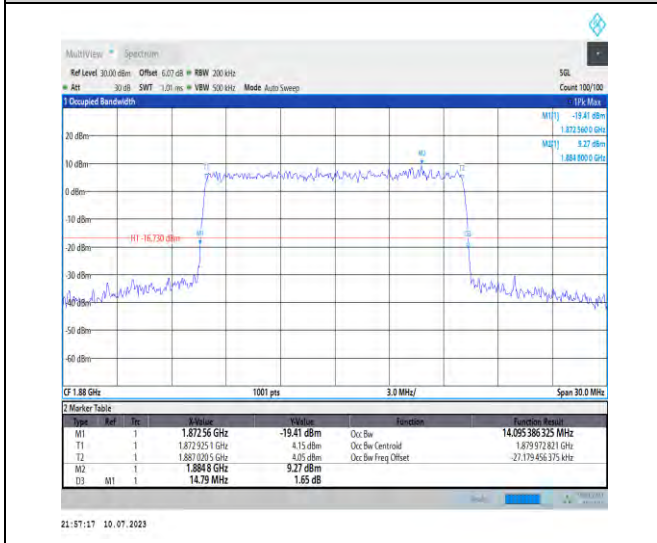 MultiView Spectrum
Ref Level 30.00 dBm Offset 6.07 dB RBW 200 kHz SGL
Att 30 dB SWT 1.01 ms VBW 500 kHz Mode Auto Sweep Count 100/100
1 Occupied Bandwidth 1Pk Max
M1[1] -19.41 dBm
1.872 560 0 GHz
20 dBm
M2[1] 9.27 dBm
1.884 800 0 GHz
M2
10 dBm
T1 T2
0 dBm
-10 dBm
H1 -16.730 dBm M1 D3
-20 dBm
-30 dBm
-40 dBm
-50 dBm
-60 dBm
CF 1.88 GHz 1001 pts 3.0 MHz/ Span 30.0 MHz
2 Marker Table
Type Ref Trc X-Value Y-Value Function Function Result
M1 1 1.872 56 GHz -19.41 dBm Occ Bw 14.095 386 325 MHz
T1 1 1.872 925 1 GHz 4.15 dBm Occ Bw Centroid 1.879 972 821 GHz
T2 1 1.887 020 5 GHz 4.05 dBm Occ Bw Freq Offset -27.179 456 375 kHz
M2 1 1.884 8 GHz 9.27 dBm
D3 M1 1 14.79 MHz 1.65 dB
21:57:17 10.07.2023